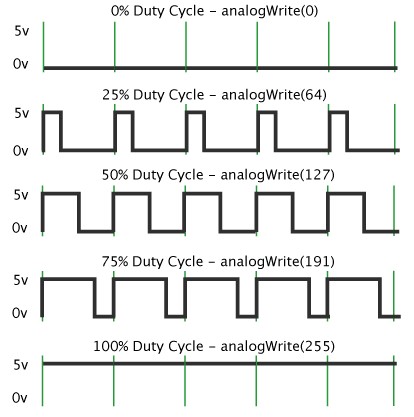 0% Duty Cycle – analogWrite(0)
5v
0v
25% Duty Cycle – analogWrite(64)
5v
0v
50% Duty Cycle – analogWrite(127)
5v
0v
75% Duty Cycle – analogWrite(191)
5v
0v
100% Duty Cycle – analogWrite(255)
5v
0v